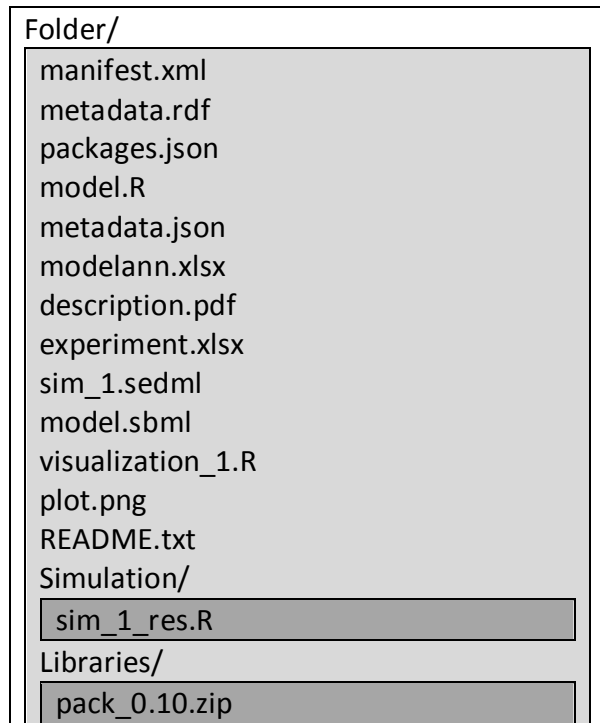 Folder/
manifest.xml
metadata.rdf
packages.json
model.R
metadata.json
modelann.xlsx
description.pdf
experiment.xlsx
sim_1.sedml
model.sbml
visualization_1.R
plot.png
README.txt
Simulation/
sim_1_res.R
Libraries/
pack_0.10.zip